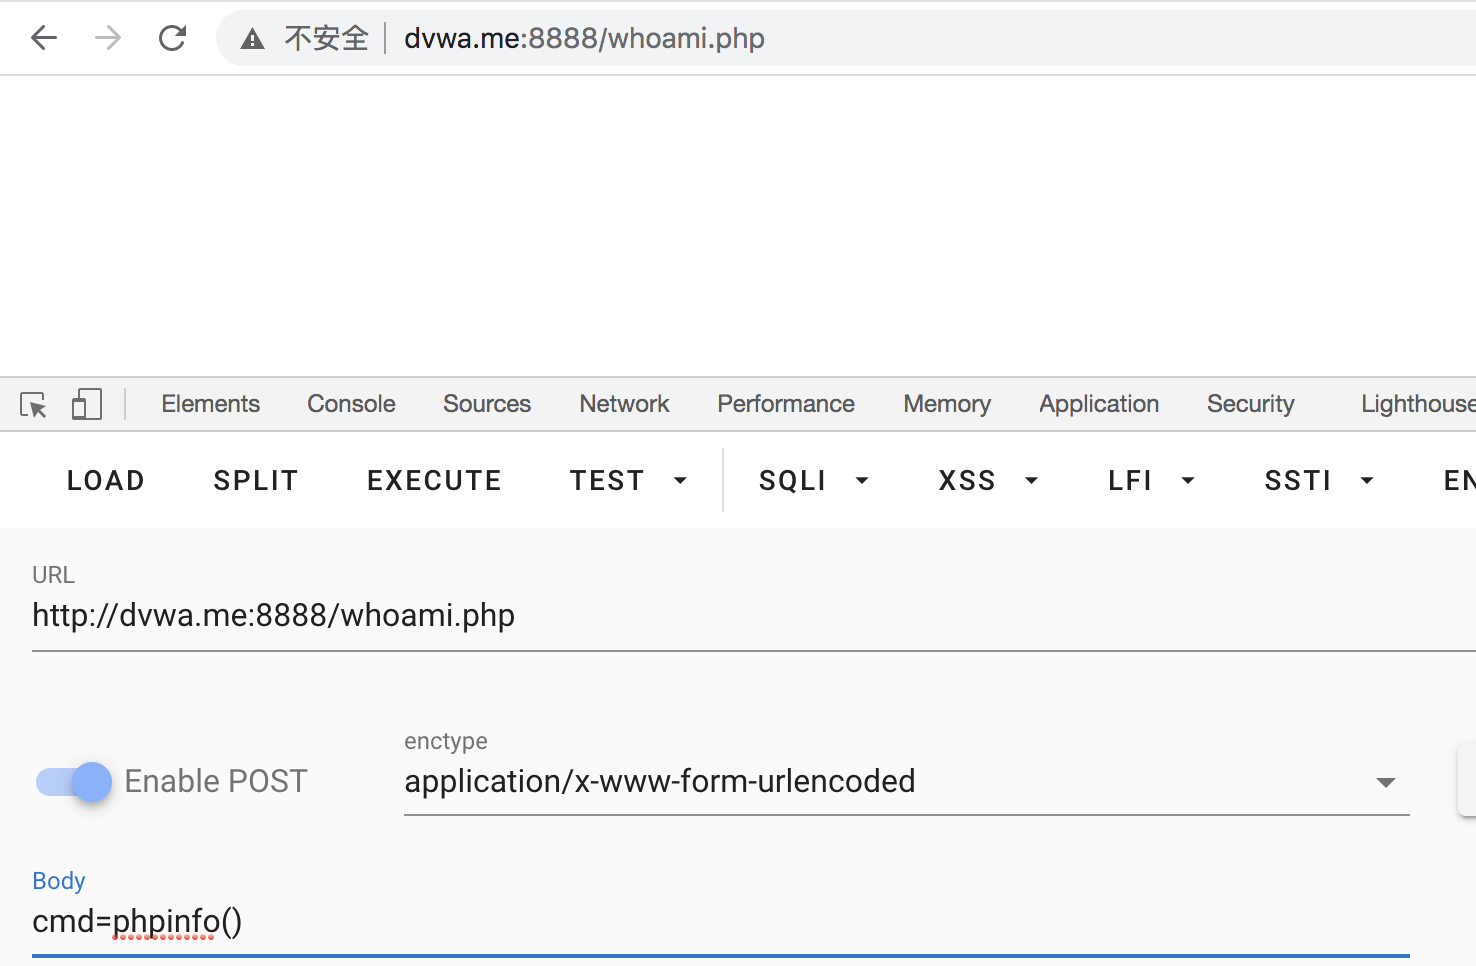 不安全 dvwa.me:8888/whoami.php
Elements Console Sources Network Performance Memory Application Security Lighthouse
LOAD SPLIT EXECUTE TEST SQLI XSS LFI SSTI EN
URL
http://dvwa.me:8888/whoami.php
enctype
Enable POST application/x-www-form-urlencoded
Body
cmd=phpinfo()